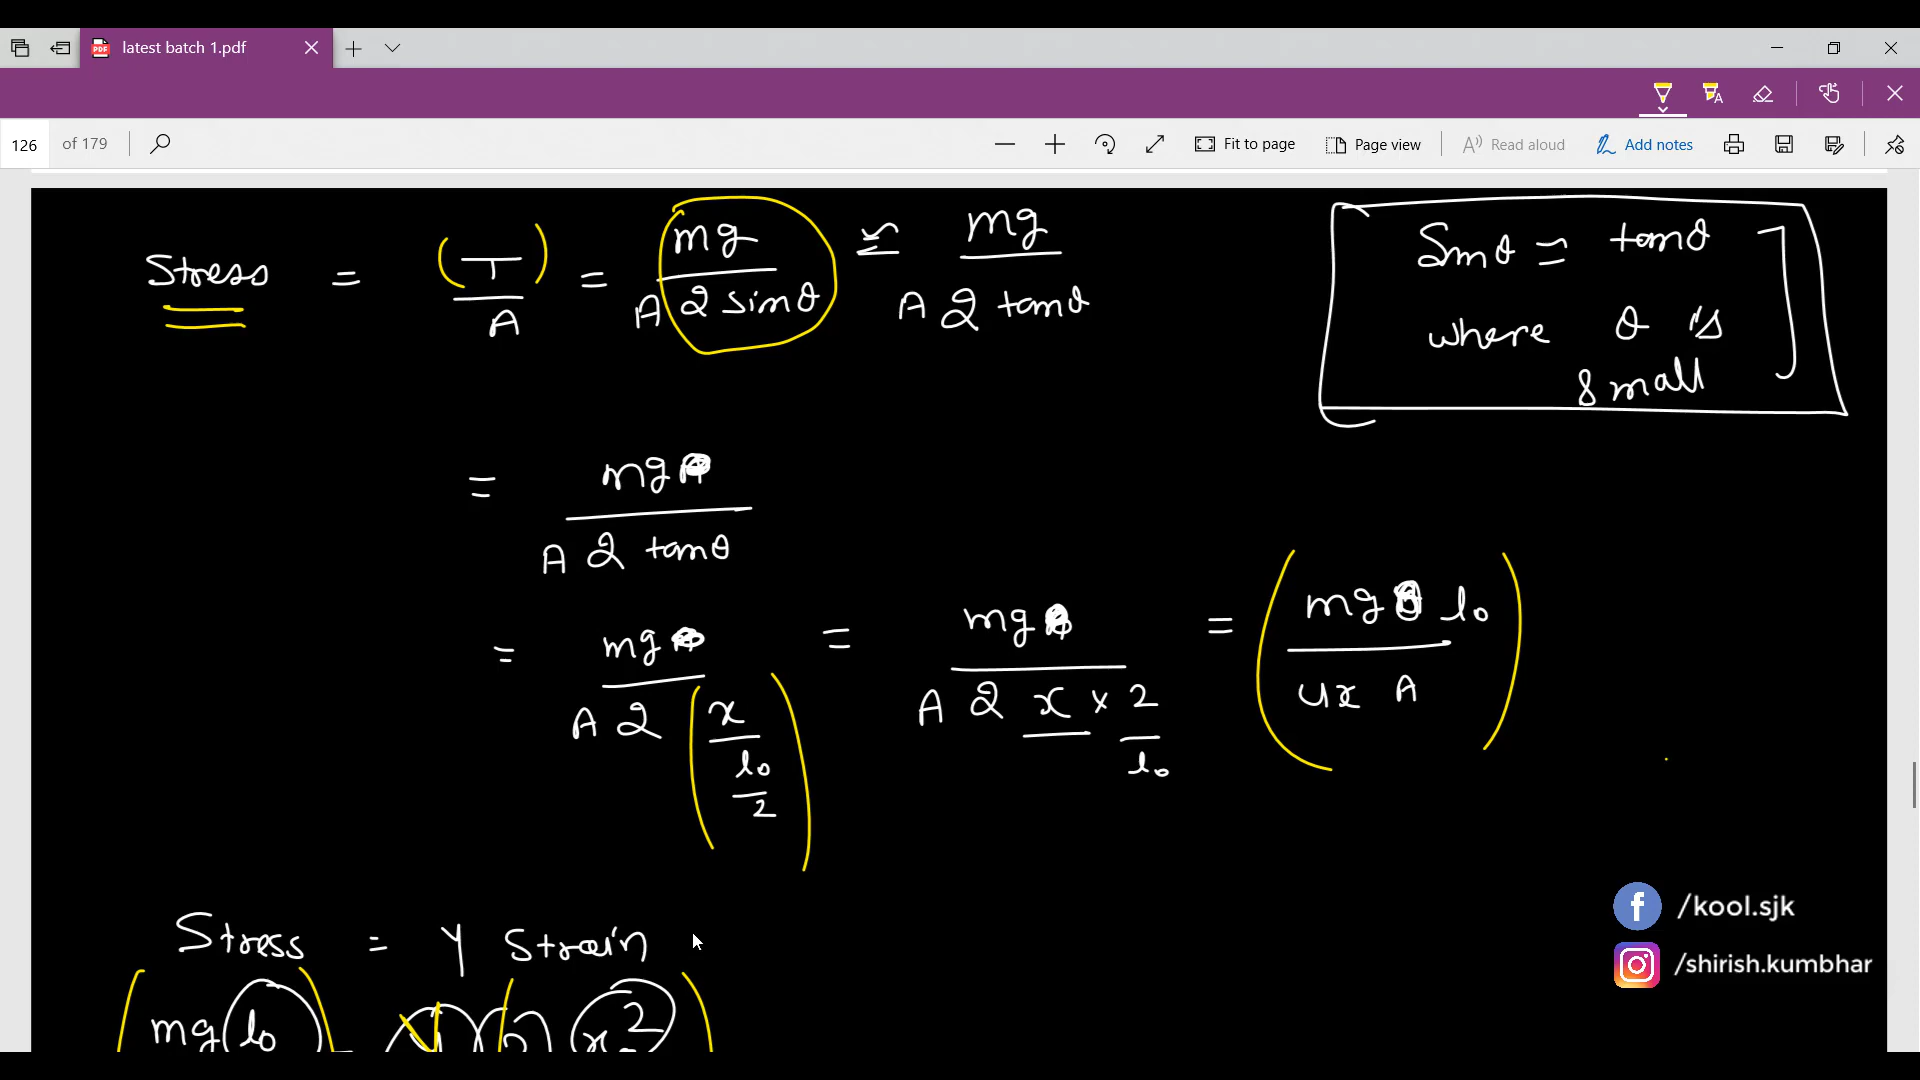 latest batch 1.pdf
126 of 179
Fit to page
Page view
Read aloud
Add notes
Stress = (T)/A = mg/A 2 sinθ ≃ mg/A 2 tanθ
Sinθ ≃ tanθ
where θ is
small
= mg/A 2 tanθ
= mg/A 2 (x/l₀/2) = mg/A 2 x × 2/l₀ = (mg l₀/4x A)
Stress = Y Strain
(mg l₀
/kool.sjk
/shirish.kumbhar